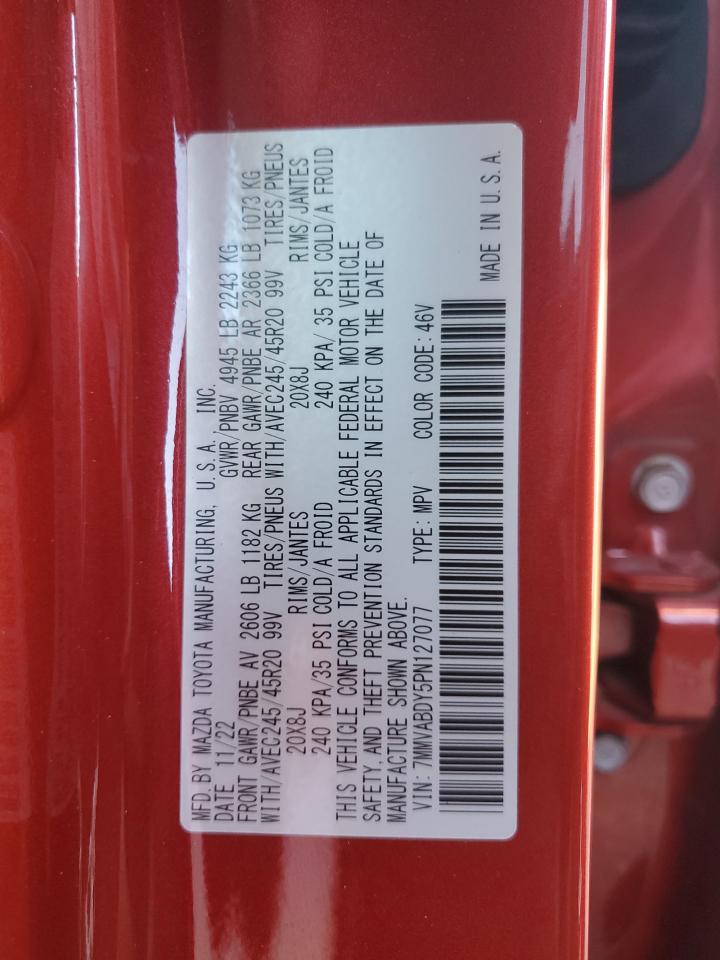 MFD. BY MAZDA TOYOTA MANUFACTURING, U. S. A., INC.
DATE 11/22 GVWR/PNBV 4945 LB 2243 KG
FRONT GAWR/PNBE AV 2606 LB 1182 KG REAR GAWR/PNBE AR 2366 LB 1073 KG
WITH/AVEC245/45R20 99V TIRES/PNEUS WITH/AVEC245/45R20 99V TIRES/PNEUS
20X8J RIMS/JANTES 20X8J RIMS/JANTES
240 KPA/35 PSI COLD/A FROID 240 KPA/ 35 PSI COLD/A FROID
THIS VEHICLE CONFORMS TO ALL APPLICABLE FEDERAL MOTOR VEHICLE
SAFETY, AND THEFT PREVENTION STANDARDS IN EFFECT ON THE DATE OF
MANUFACTURE SHOWN ABOVE.
VIN: 7MMVABDY5PN127077 TYPE: MPV COLOR CODE: 46V
MADE IN U. S. A.